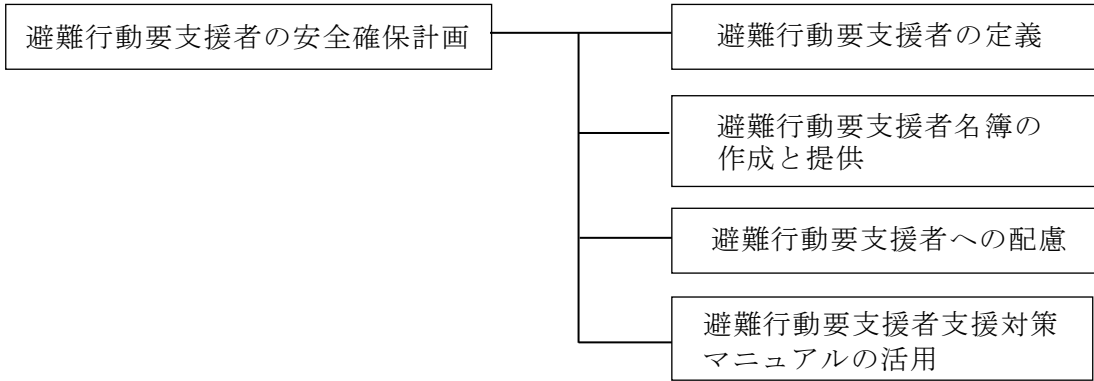 避難行動要支援者の安全確保計画
避難行動要支援者の定義
避難行動要支援者名簿の
作成と提供
避難行動要支援者への配慮
避難行動要支援者支援対策
マニュアルの活用